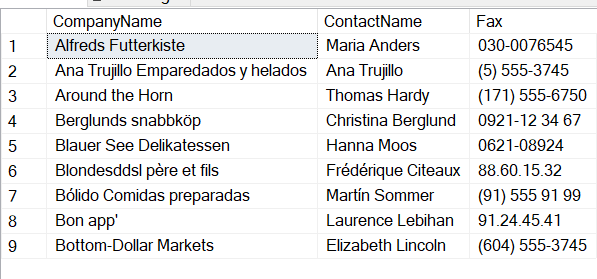 CompanyName ContactName Fax
1 Alfreds Futterkiste Maria Anders 030-0076545
2 Ana Trujillo Emparedados y helados Ana Trujillo (5) 555-3745
3 Around the Horn Thomas Hardy (171) 555-6750
4 Berglunds snabbköp Christina Berglund 0921-12 34 67
5 Blauer See Delikatessen Hanna Moos 0621-08924
6 Blondesddsl père et fils Frédérique Citeaux 88.60.15.32
7 Bólido Comidas preparadas Martín Sommer (91) 555 91 99
8 Bon app' Laurence Lebihan 91.24.45.41
9 Bottom-Dollar Markets Elizabeth Lincoln (604) 555-3745